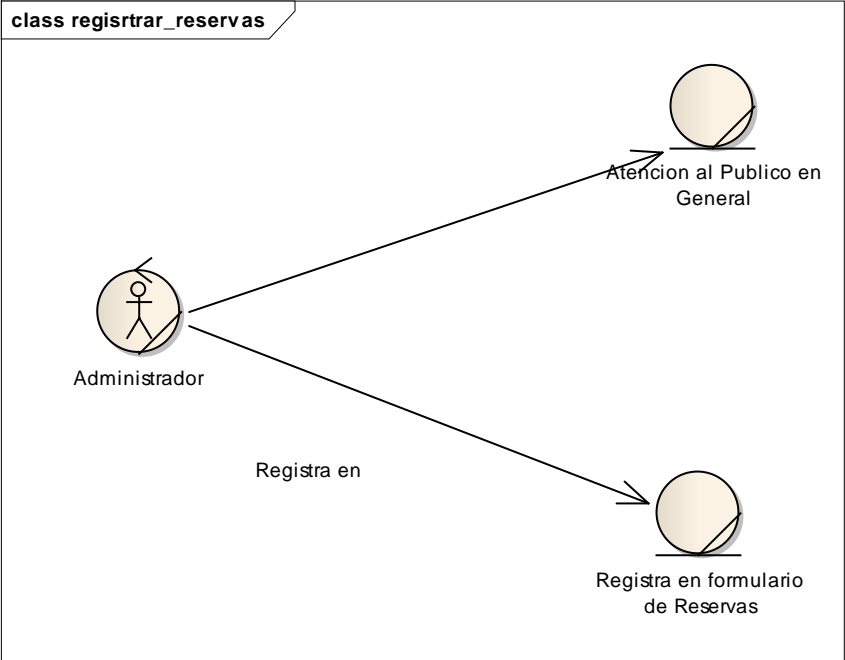 class regisrtrar_reservas
Atencion al Publico en
General
Administrador
Registra en
Registra en formulario
de Reservas